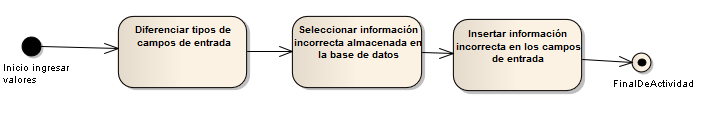 Inicio ingresar
valores
Diferenciar tipos de
campos de entrada
Seleccionar información
incorrecta almacenada en
la base de datos
Insertar información
incorrecta en los campos
de entrada
FinalDeActividad